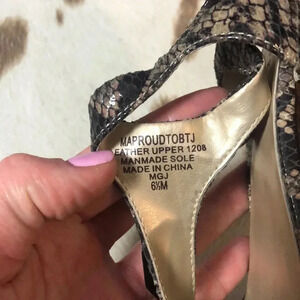 MAPROUDTOBTJ
EATHER UPPER 1208
MANMADE SOLE
MADE IN CHINA
MGJ
6½M